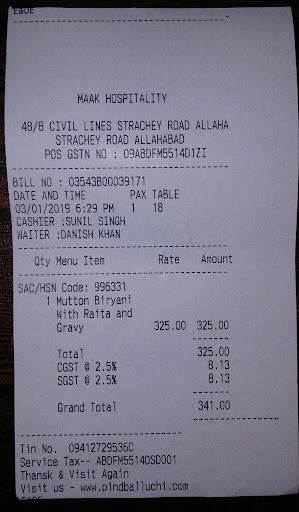 E&OE
MAAK HOSPITALITY
48/8 CIVIL LINES STRACHEY ROAD ALLAHA
STRACHEY ROAD ALLAHABAD
POS GSTN NO : 09ABDFM5514D1ZI
BILL NO : 03543B00039171
DATE AND TIME PAX TABLE
03/01/2019 6:29 PM 1 18
CASHIER :SUNIL SINGH
WAITER :DANISH KHAN
Qty Menu Item Rate Amount
SAC/HSN Code: 996331
1 Mutton Biryani
With Raita and
Gravy 325.00 325.00
Total 325.00
CGST @ 2.5% 8.13
SGST @ 2.5% 8.13
Grand Total 341.00
Tin No. 09412729536C
Service Tax-- ABDFM5514DSD001
Thansk & Visit Again
Visit us - www.pindballuchi.com
E&OE